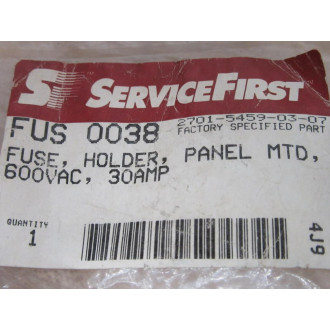 SERVICEFIRST
FUS 0038
2701-5459-03-07
FACTORY SPECIFIED PART
FUSE, HOLDER, PANEL MTD,
600VAC, 30AMP
QUANTITY
1
4J9